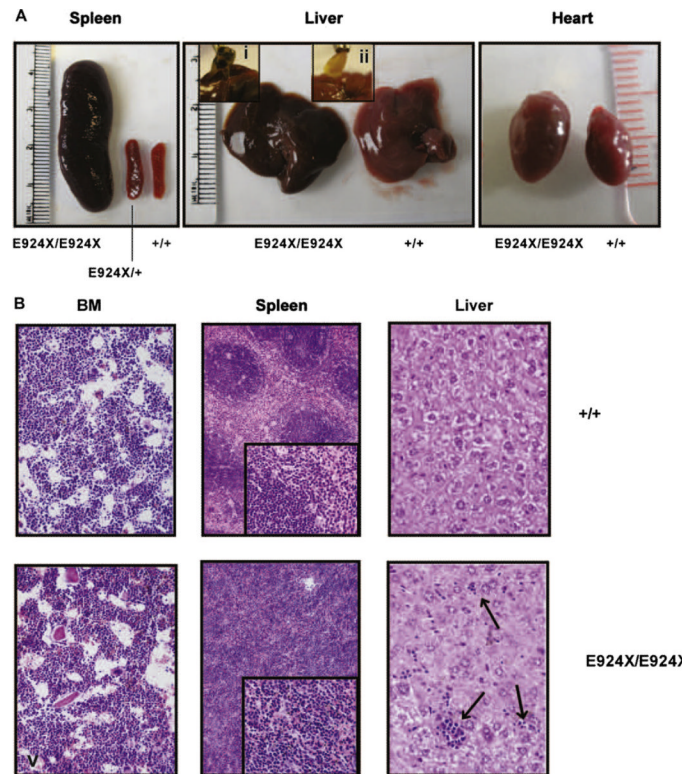 A
Spleen
Liver
Heart
i
ii
E924X/E924X
+/+
E924X/+
E924X/E924X
+/+
E924X/E924X
+/+
B
BM
Spleen
Liver
+/+
E924X/E924X
V